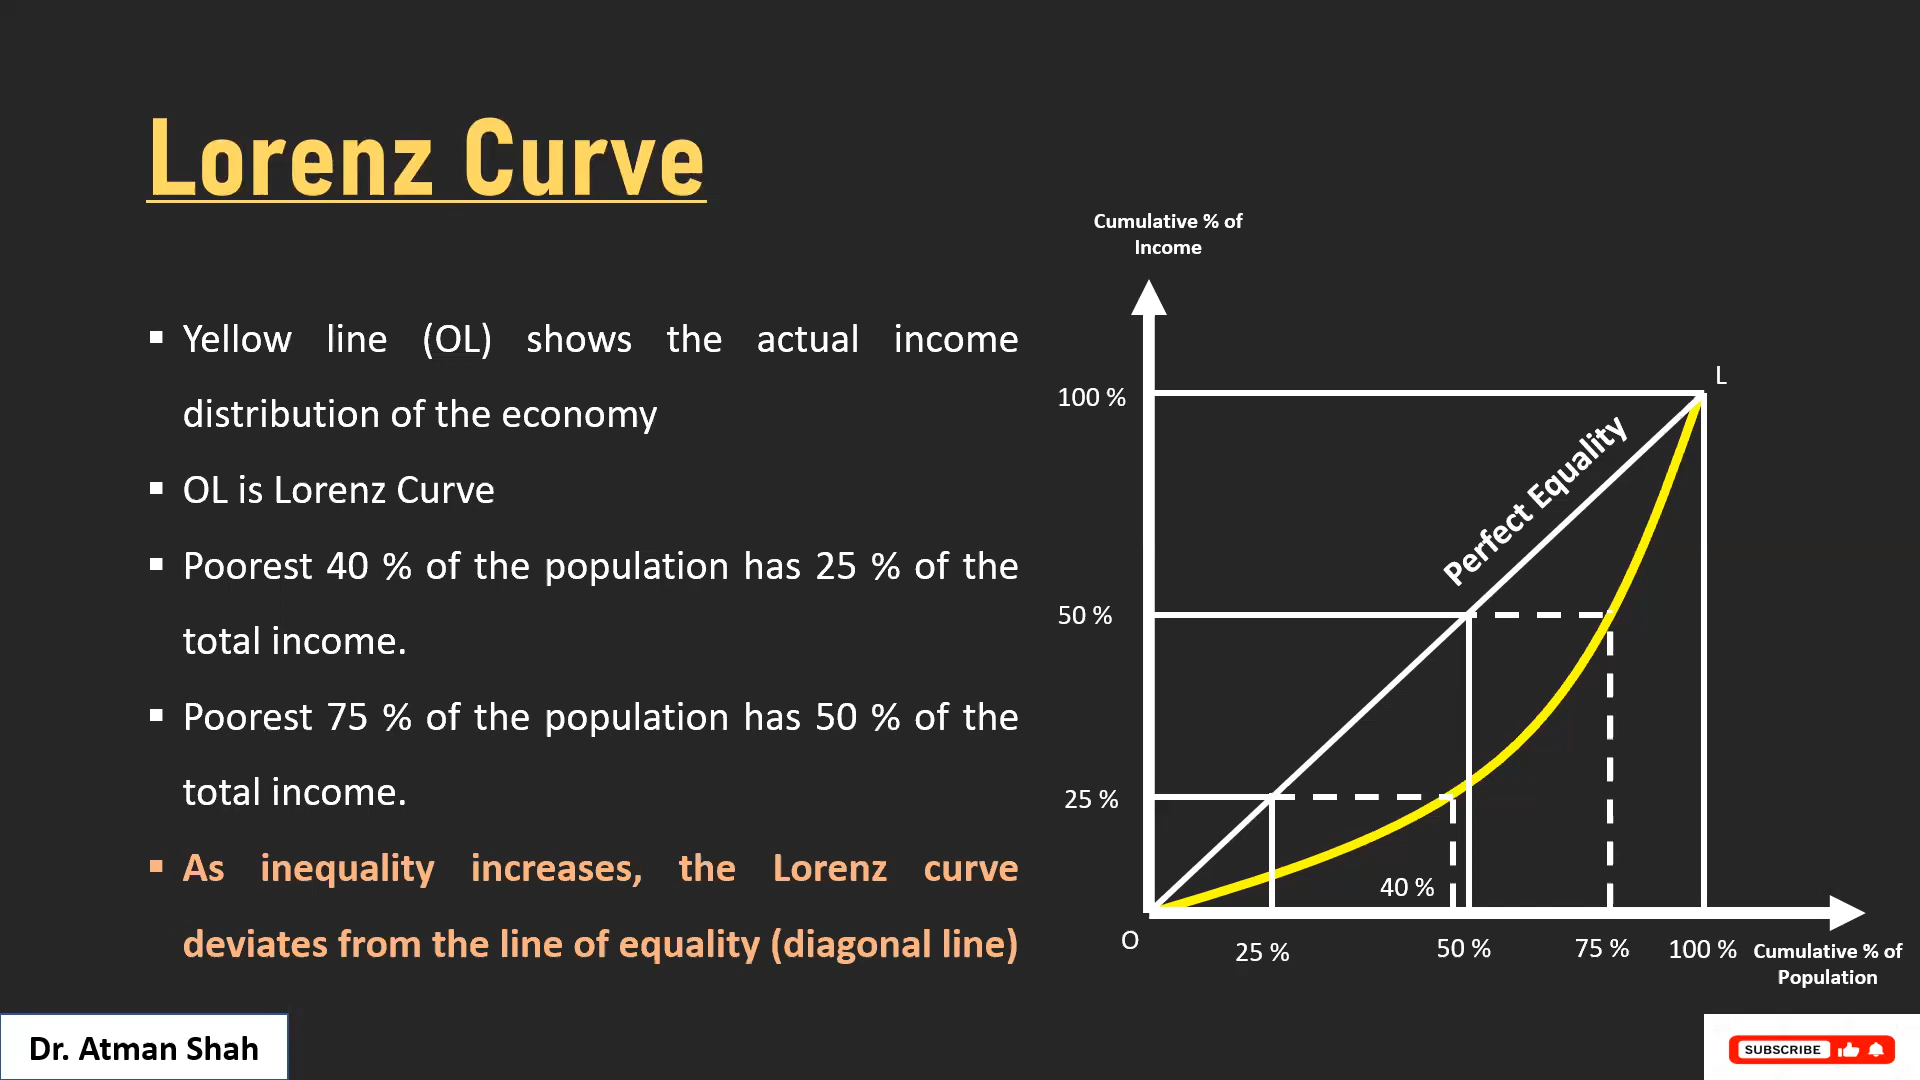 Lorenz Curve
▪ Yellow line (OL) shows the actual income
distribution of the economy
▪ OL is Lorenz Curve
▪ Poorest 40 % of the population has 25 % of the
total income.
▪ Poorest 75 % of the population has 50 % of the
total income.
▪ As inequality increases, the Lorenz curve
deviates from the line of equality (diagonal line)
Cumulative % of
Income
L
100 %
Perfect Equality
50 %
25 %
40 %
O
25 %
50 %
75 %
100 %
Cumulative % of
Population
Dr. Atman Shah
SUBSCRIBE